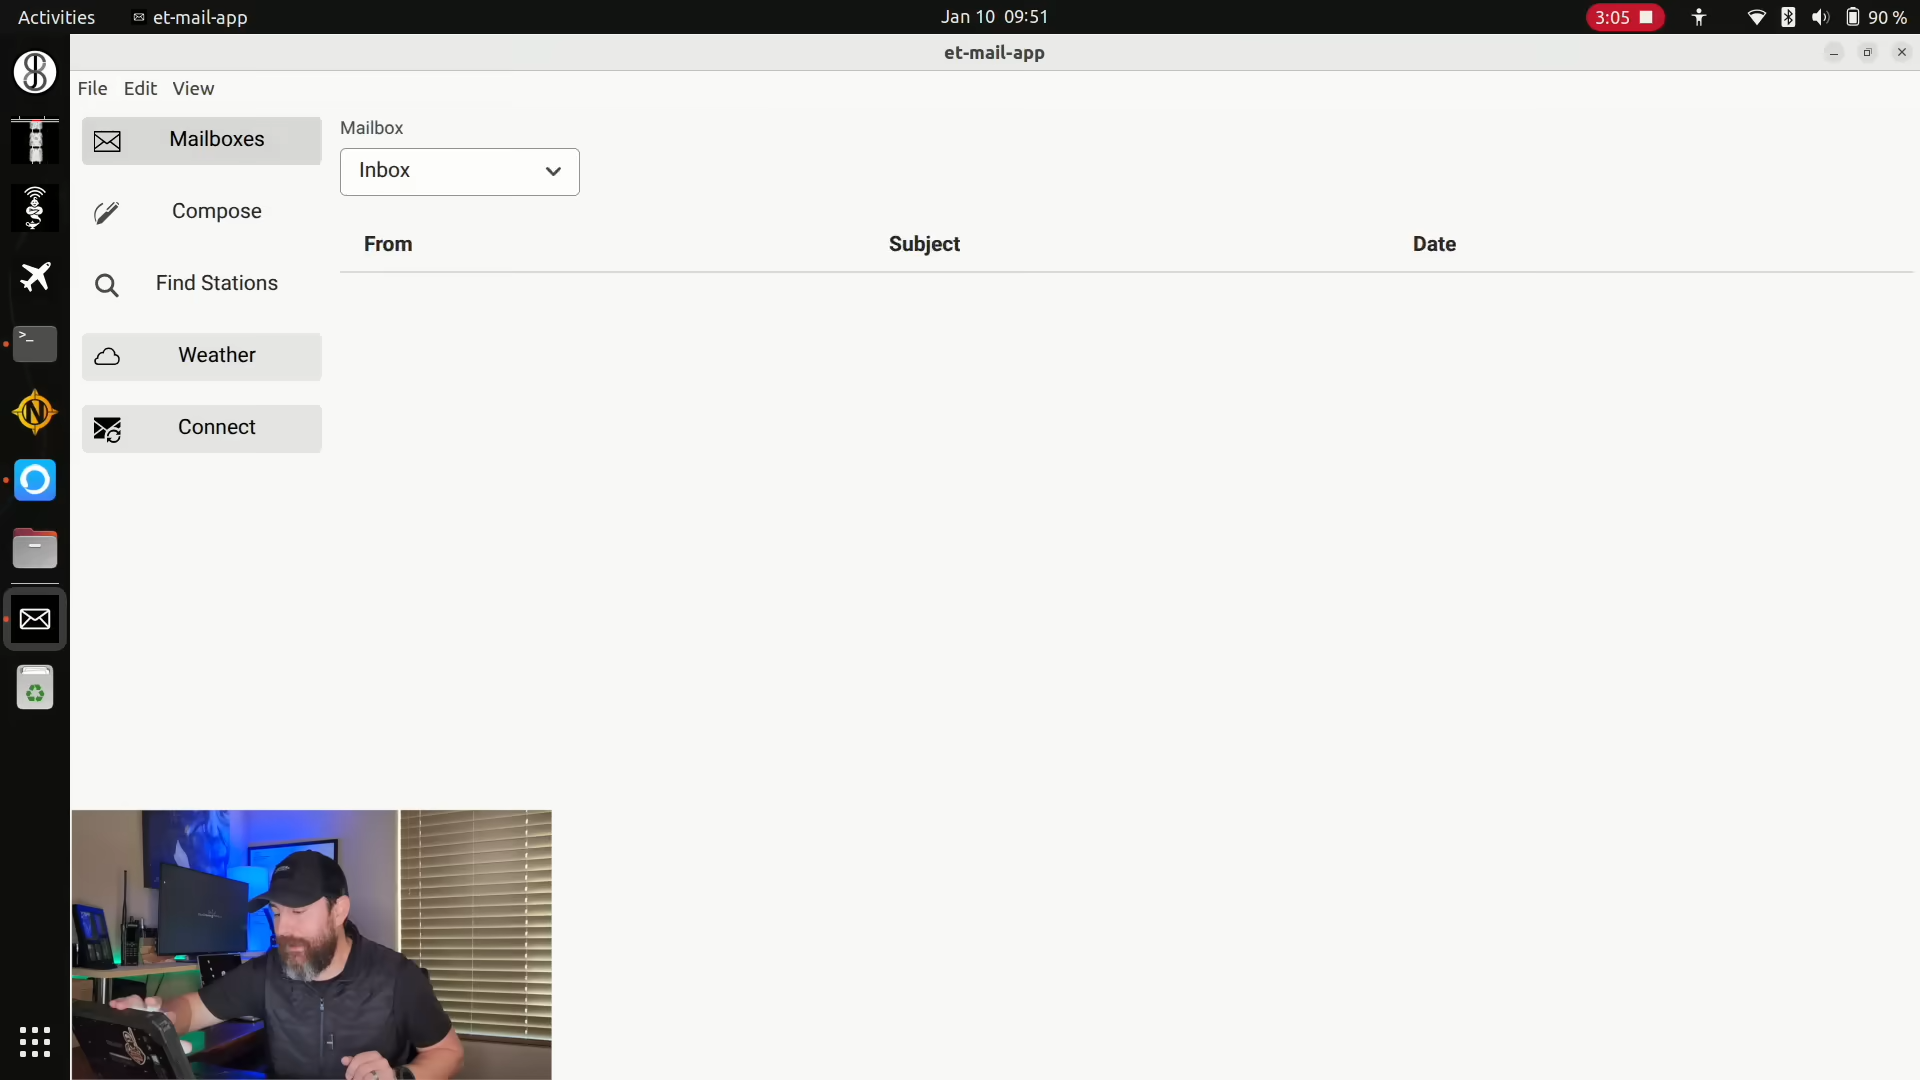 Activities
et-mail-app
Jan 10 09:51
3:05
90 %
et-mail-app
File Edit View
Mailboxes
Compose
Find Stations
Weather
Connect
Mailbox
Inbox
From Subject Date